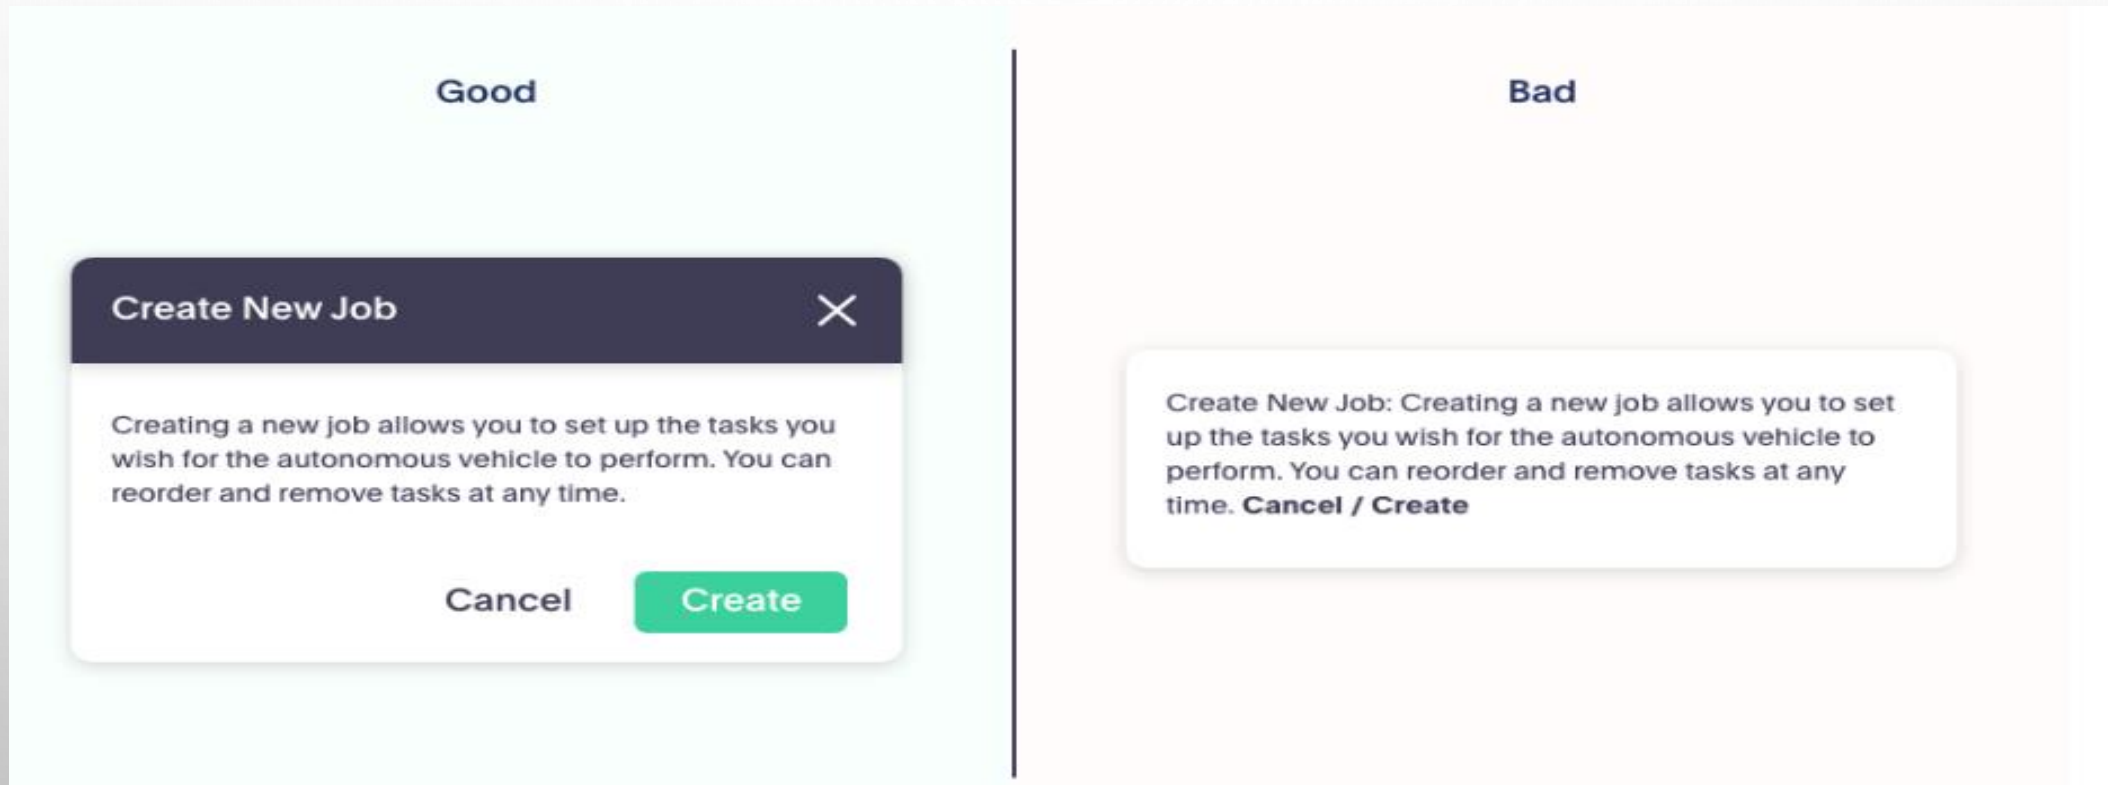 Good
Create New Job
Creating a new job allows you to set up the tasks you
wish for the autonomous vehicle to perform. You can
reorder and remove tasks at any time.
Cancel
Create
Bad
Create New Job: Creating a new job allows you to set
up the tasks you wish for the autonomous vehicle to
perform. You can reorder and remove tasks at any
time. Cancel / Create